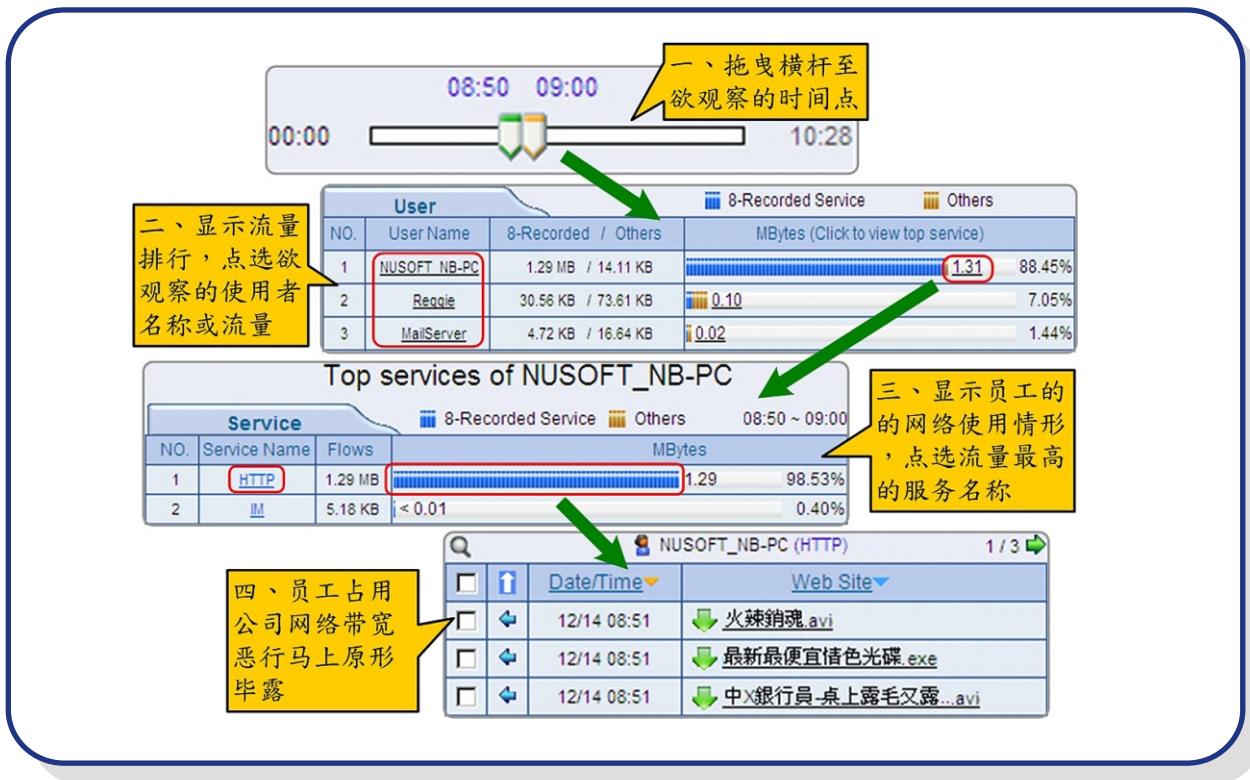 一、拖曳横杆至
欲观察的时间点
08:50 09:00
00:00 10:28
二、显示流量
排行，点选欲
观察的使用者
名称或流量
User 8-Recorded Service Others
NO. User Name 8-Recorded / Others MBytes (Click to view top service)
1 NUSOFT_NB-PC 1.29 MB / 14.11 KB 1.31 88.45%
2 Reggie 30.56 KB / 73.61 KB 0.10 7.05%
3 MailServer 4.72 KB / 16.64 KB 0.02 1.44%
Top services of NUSOFT_NB-PC
Service 8-Recorded Service Others 08:50 ~ 09:00
NO. Service Name Flows MBytes
1 HTTP 1.29 MB 1.29 98.53%
2 IM 5.18 KB < 0.01 0.40%
三、显示员工的
的网络使用情形
，点选流量最高
的服务名称
NUSOFT_NB-PC (HTTP) 1 / 3
Date/Time Web Site
12/14 08:51 火辣銷魂.avi
12/14 08:51 最新最便宜情色光碟.exe
12/14 08:51 中X銀行員-桌上露毛又露...avi
四、员工占用
公司网络带宽
恶行马上原形
毕露